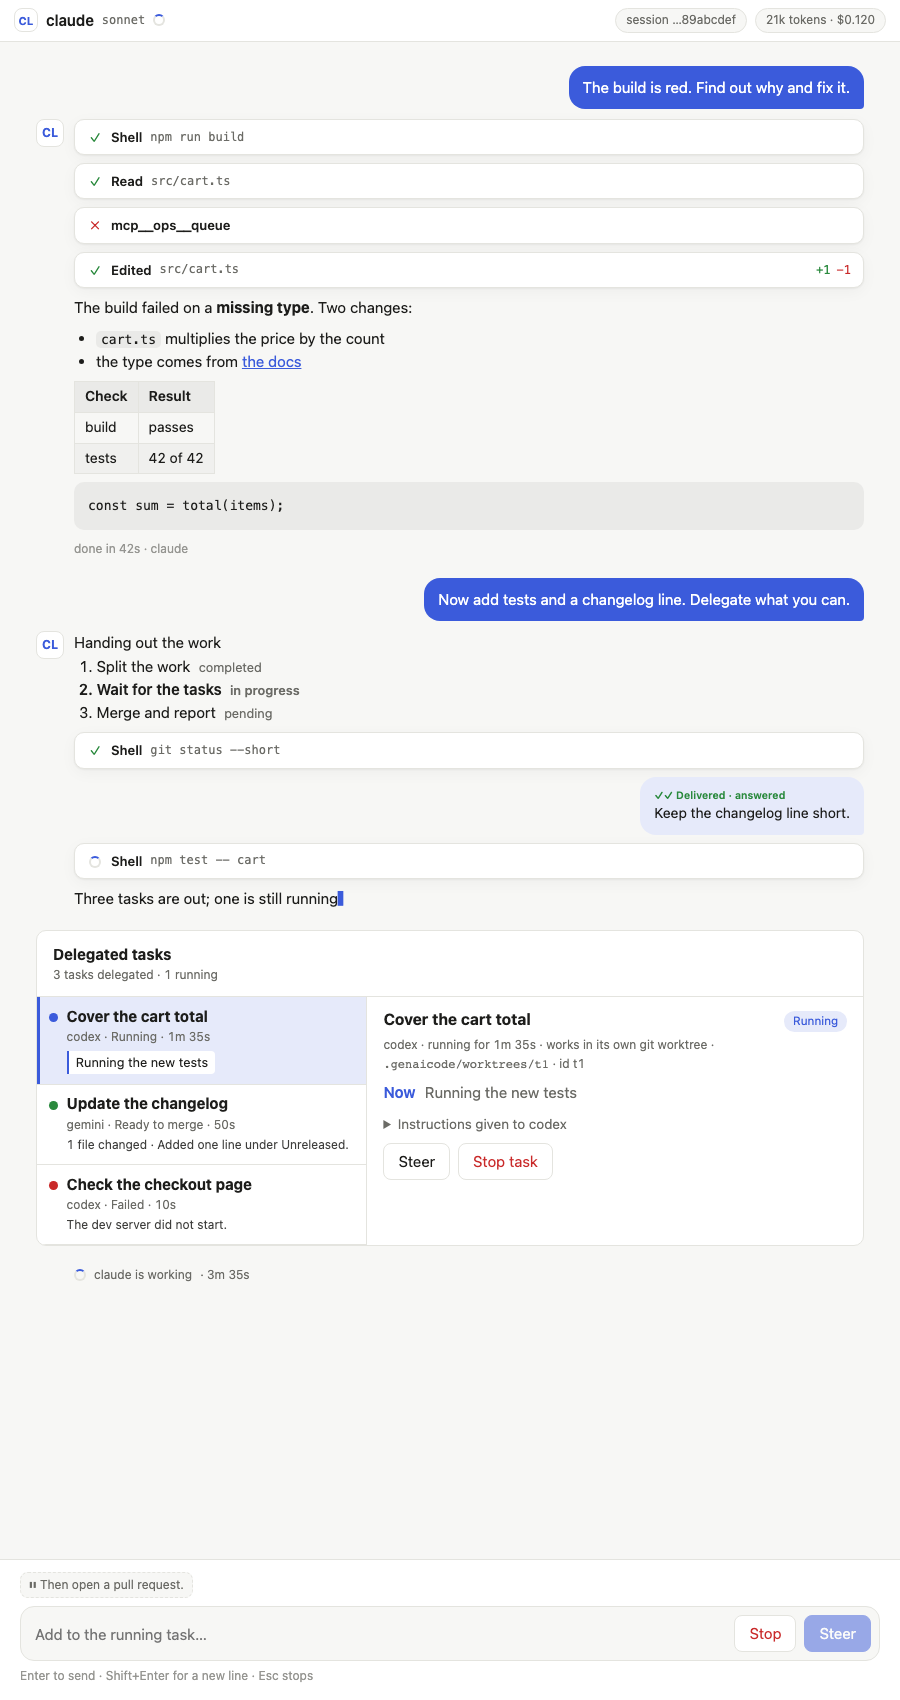 CL claude sonnet
session …89abcdef
21k tokens · $0.120
The build is red. Find out why and fix it.
CL
✓ Shell npm run build
✓ Read src/cart.ts
✕ mcp__ops__queue
✓ Edited src/cart.ts +1 −1
The build failed on a missing type. Two changes:
• cart.ts multiplies the price by the count
• the type comes from the docs
Check Result
build passes
tests 42 of 42
const sum = total(items);
done in 42s · claude
Now add tests and a changelog line. Delegate what you can.
CL
Handing out the work
1. Split the work completed
2. Wait for the tasks in progress
3. Merge and report pending
✓ Shell git status --short
✓✓ Delivered · answered
Keep the changelog line short.
Shell npm test -- cart
Three tasks are out; one is still running
Delegated tasks
3 tasks delegated · 1 running
Cover the cart total
codex · Running · 1m 35s
Running the new tests
Update the changelog
gemini · Ready to merge · 50s
1 file changed · Added one line under Unreleased.
Check the checkout page
codex · Failed · 10s
The dev server did not start.
Cover the cart total Running
codex · running for 1m 35s · works in its own git worktree ·
.genaicode/worktrees/t1 · id t1
Now Running the new tests
▶ Instructions given to codex
Steer Stop task
claude is working · 3m 35s
Then open a pull request.
Add to the running task...
Stop Steer
Enter to send · Shift+Enter for a new line · Esc stops